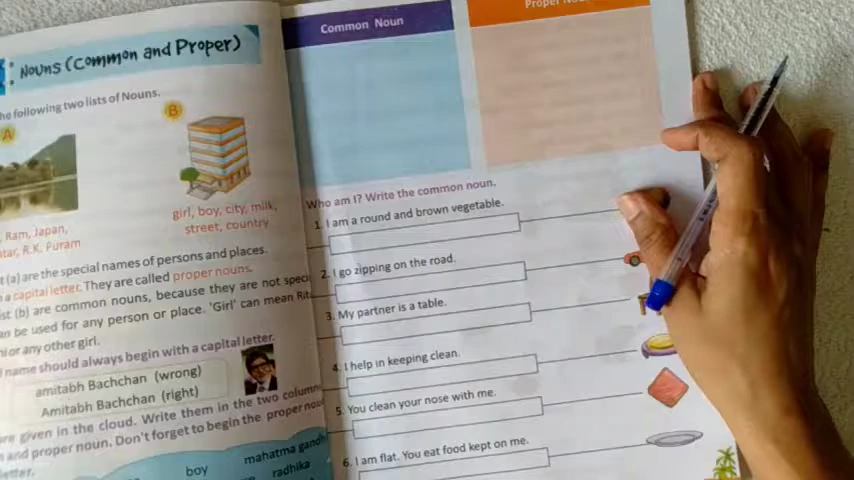 Nouns (Common and Proper)
he following two lists of Nouns.
A
B
Ram, Japan,
R.K. Puram
girl, boy, city, milk,
street, country
t (a) are the special names of persons and places.
a capital letter. They are called proper nouns.
ist (b) are common nouns, because they are not speci
an be used for any person or place. 'Girl' can mean Rit
or any other girl.
name should always begin with a capital letter.
amitabh Bachchan (wrong)
Amitabh Bachchan (right)
re given in the cloud. Write them in the two column
and proper noun. Don't forget to begin the proper nou
letter.
boy
mahatma gandh
radhika
Common Noun
Proper Nou
Who am I? Write the common noun.
1. I am a round and brown vegetable.
2. I go zipping on the road.
3. My partner is a table.
4. I help in keeping clean.
5. You clean your nose with me.
6. I am flat. You eat food kept on me.